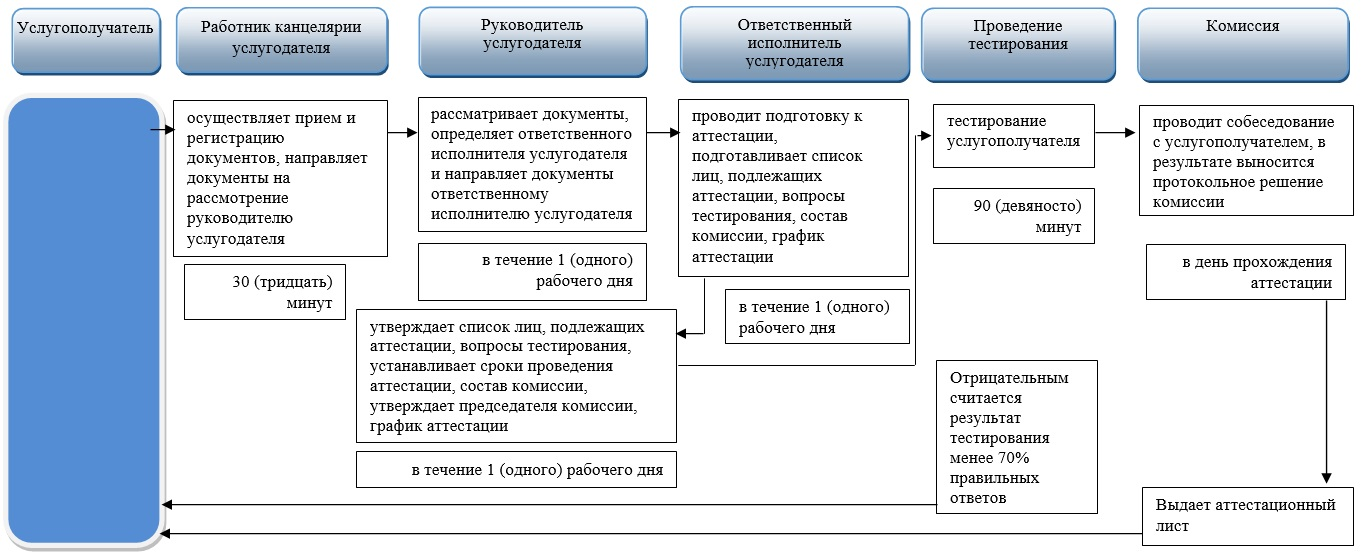 Услугополучатель
Работник канцелярии
услугодателя
Руководитель
услугодателя
Ответственный
исполнитель
услугодателя
Проведение
тестирования
Комиссия
осуществляет прием и
регистрацию
документов, направляет
документы на
рассмотрение
руководителю
услугодателя
30 (тридцать)
минут
рассматривает документы,
определяет ответственного
исполнителя услугодателя
и направляет документы
ответственному
исполнителю услугодателя
в течение 1 (одного)
рабочего дня
проводит подготовку к
аттестации,
подготавливает список
лиц, подлежащих
аттестации, вопросы
тестирования, состав
комиссии, график
аттестации
в течение 1 (одного)
рабочего дня
утверждает список лиц, подлежащих
аттестации, вопросы тестирования,
устанавливает сроки проведения
аттестации, состав комиссии,
утверждает председателя комиссии,
график аттестации
в течение 1 (одного) рабочего дня
тестирование
услугополучателя
90 (девяносто)
минут
Отрицательным
считается
результат
тестирования
менее 70%
правильных
ответов
проводит собеседование
с услугополучателем, в
результате выносится
протокольное решение
комиссии
в день прохождения
аттестации
Выдает аттестационный
лист